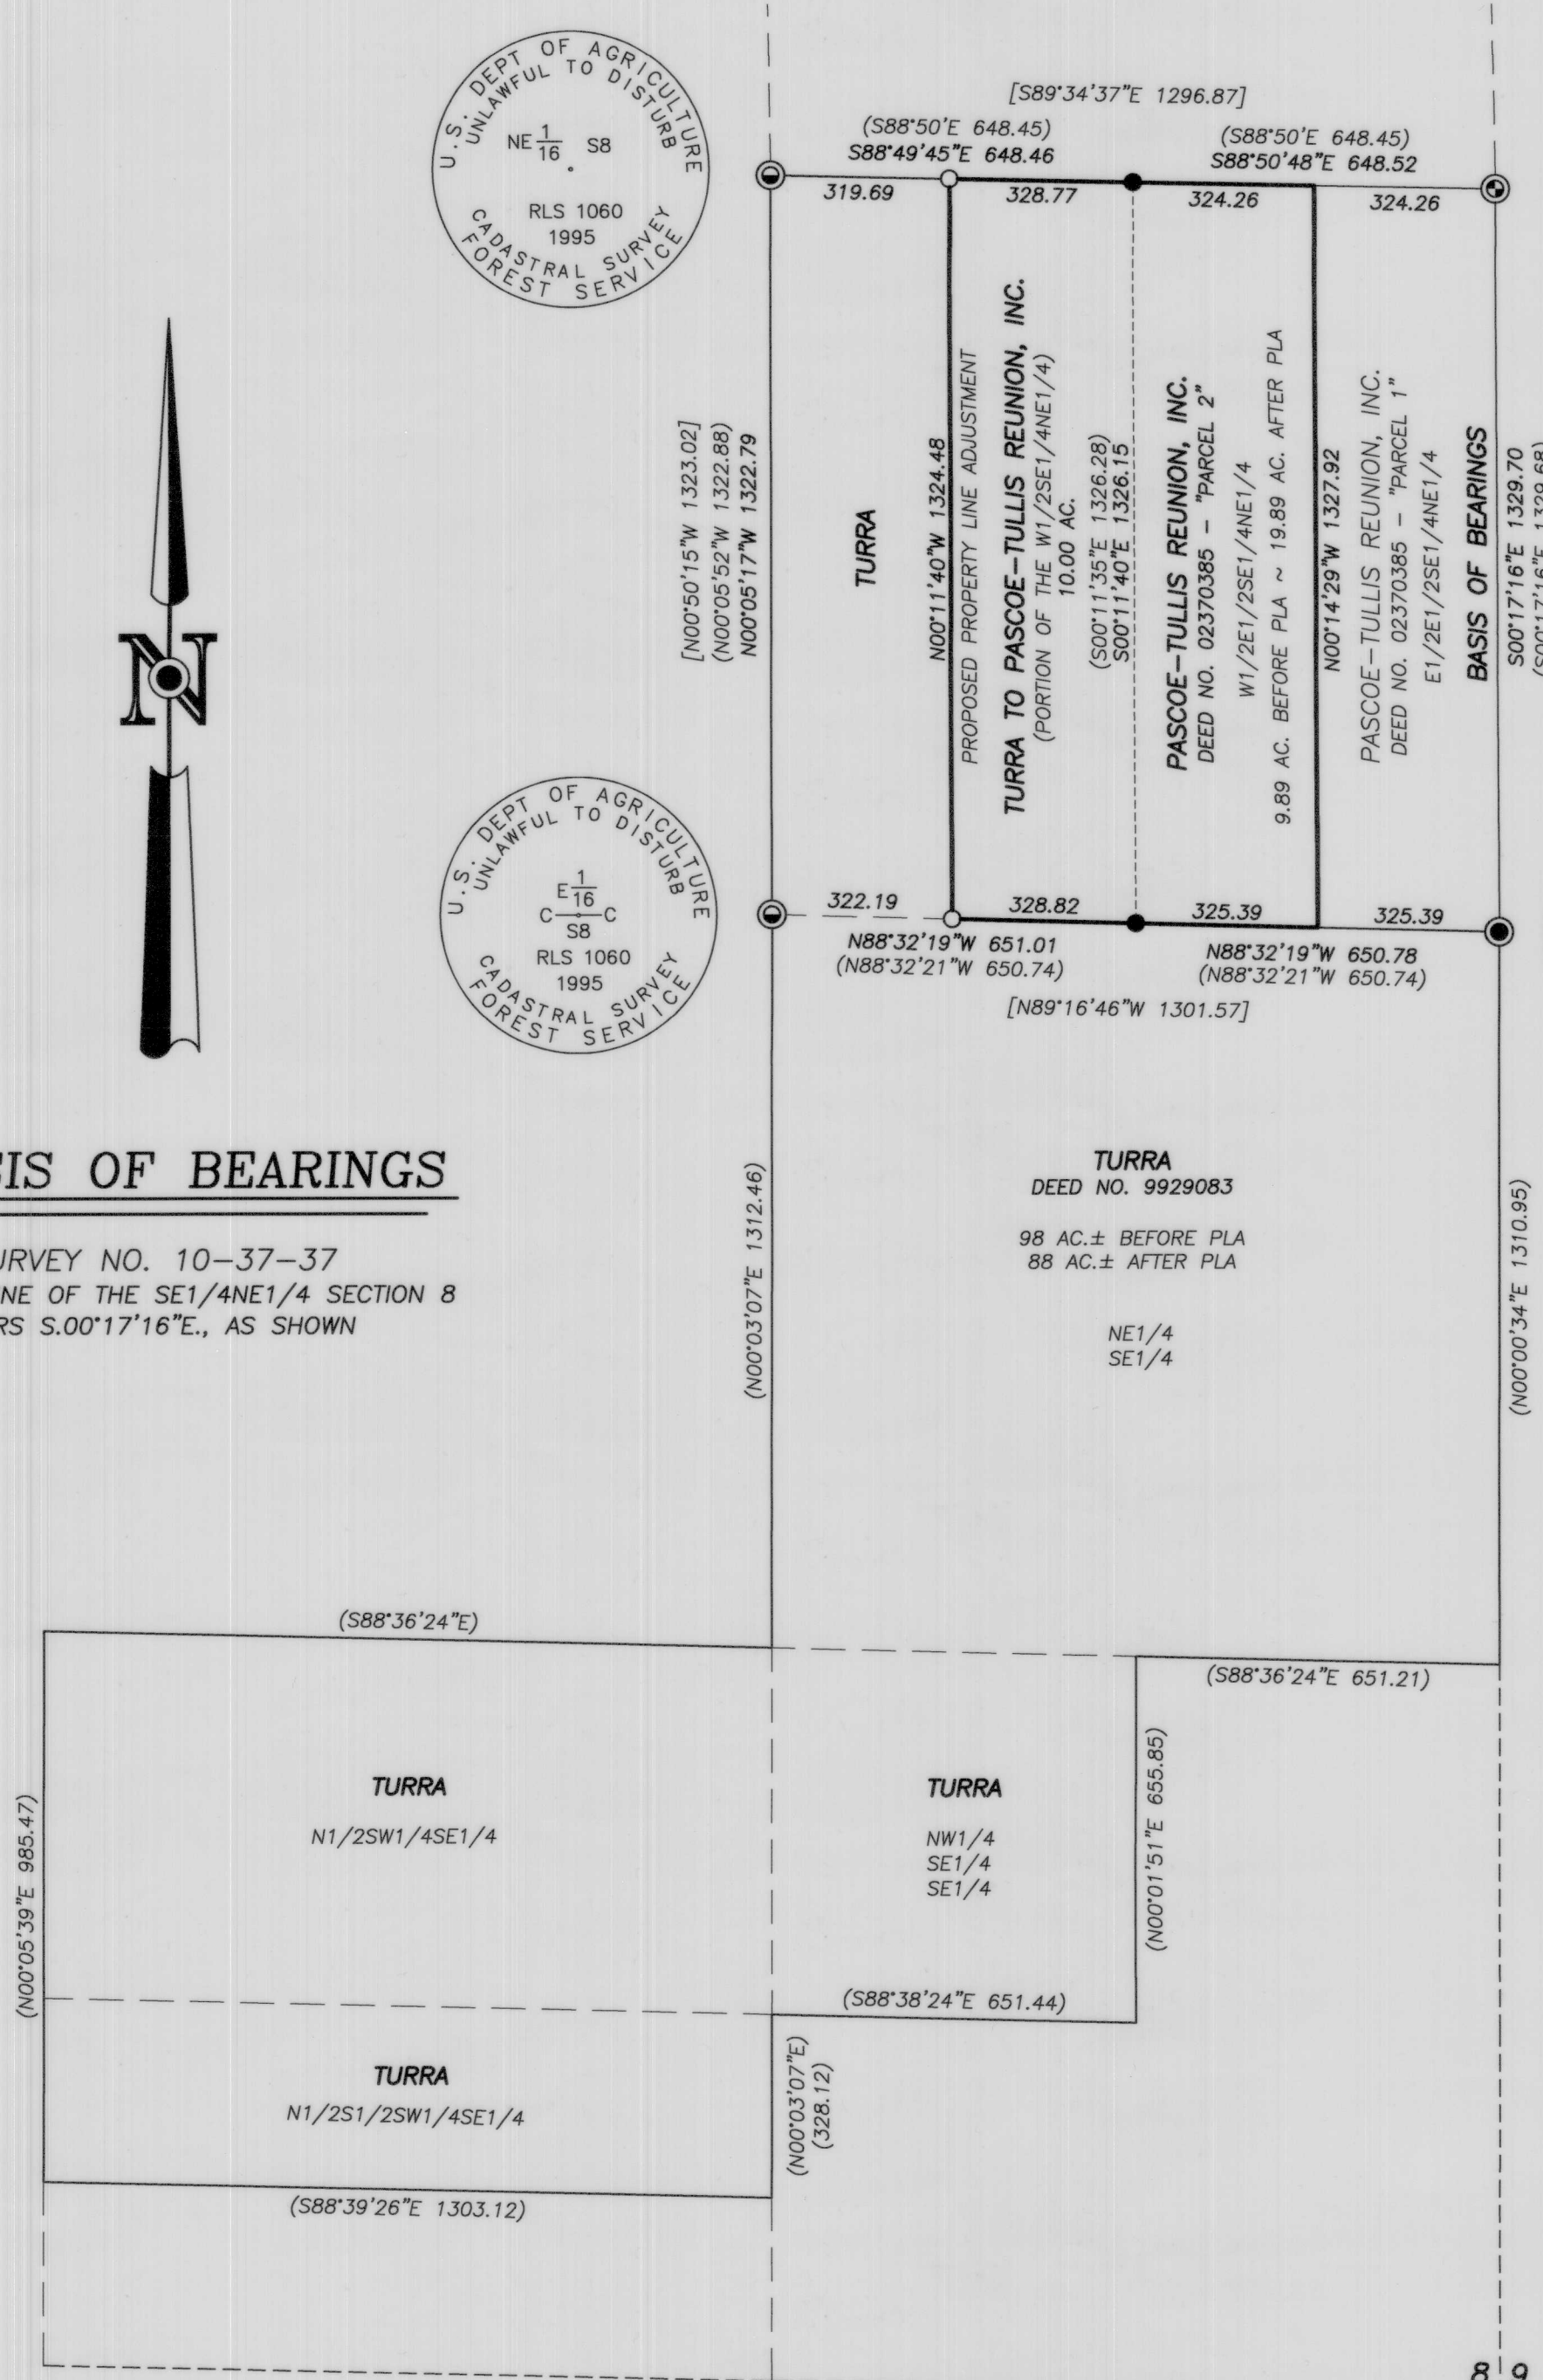 U.S. DEPT OF AGRICULTURE
UNLAWFUL TO DISTURB
NE 1/16 S8
RLS 1060
1995
CADASTRAL SURVEY
FOREST SERVICE
[S89°34'37"E 1296.87]
(S88°50'E 648.45)
S88°49'45"E 648.46
(S88°50'E 648.45)
S88°50'48"E 648.52
319.69
328.77
324.26
324.26
[N00°50'15"W 1323.02]
(N00°05'52"W 1322.88)
N00°05'17"W 1322.79
TURRA
N00°11'40"W 1324.48
PROPOSED PROPERTY LINE ADJUSTMENT
TURRA TO PASCOE-TULLIS REUNION, INC.
(PORTION OF THE W1/2SE1/4NE1/4)
10.00 AC.
(S00°11'35"E 1326.28)
S00°11'40"E 1326.15
PASCOE-TULLIS REUNION, INC.
DEED NO. 02370385 - "PARCEL 2"
W1/2E1/2SE1/4NE1/4
9.89 AC. BEFORE PLA ~ 19.89 AC. AFTER PLA
N00°14'29"W 1327.92
PASCOE-TULLIS REUNION, INC.
DEED NO. 02370385 - "PARCEL 1"
E1/2E1/2SE1/4NE1/4
BASIS OF BEARINGS
S00°17'16"E 1329.70
(S00°17'16"E 1329.68)
N
U.S. DEPT OF AGRICULTURE
UNLAWFUL TO DISTURB
E 1/16
C C
S8
RLS 1060
1995
CADASTRAL SURVEY
FOREST SERVICE
322.19
328.82
325.39
325.39
N88°32'19"W 651.01
(N88°32'21"W 650.74)
N88°32'19"W 650.78
(N88°32'21"W 650.74)
[N89°16'46"W 1301.57]
SIS OF BEARINGS
URVEY NO. 10-37-37
NE OF THE SE1/4NE1/4 SECTION 8
RS S.00°17'16"E., AS SHOWN
(N00°03'07"E 1312.46)
TURRA
DEED NO. 9929083
98 AC.± BEFORE PLA
88 AC.± AFTER PLA
NE1/4
SE1/4
(N00°00'34"E 1310.95)
(S88°36'24"E)
(S88°36'24"E 651.21)
(N00°05'39"E 985.47)
TURRA
N1/2SW1/4SE1/4
TURRA
NW1/4
SE1/4
SE1/4
(N00°01'51"E 655.85)
(S88°38'24"E 651.44)
TURRA
N1/2S1/2SW1/4SE1/4
(N00°03'07"E)
(328.12)
(S88°39'26"E 1303.12)
8 9